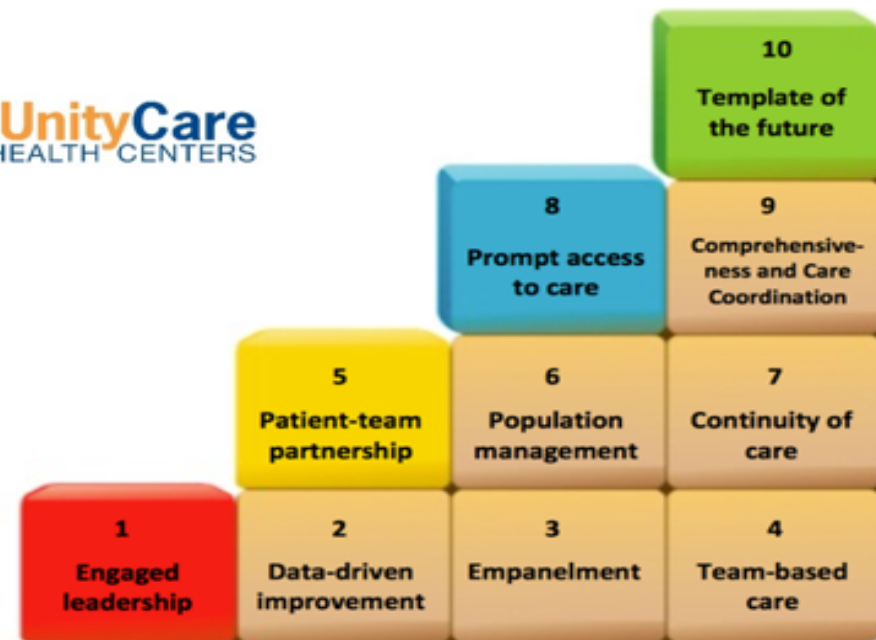 UnityCare
HEALTH CENTERS
10
Template of
the future
8
Prompt access
to care
9
Comprehensive-
ness and Care
Coordination
5
Patient-team
partnership
6
Population
management
7
Continuity of
care
1
Engaged
leadership
2
Data-driven
improvement
3
Empanelment
4
Team-based
care